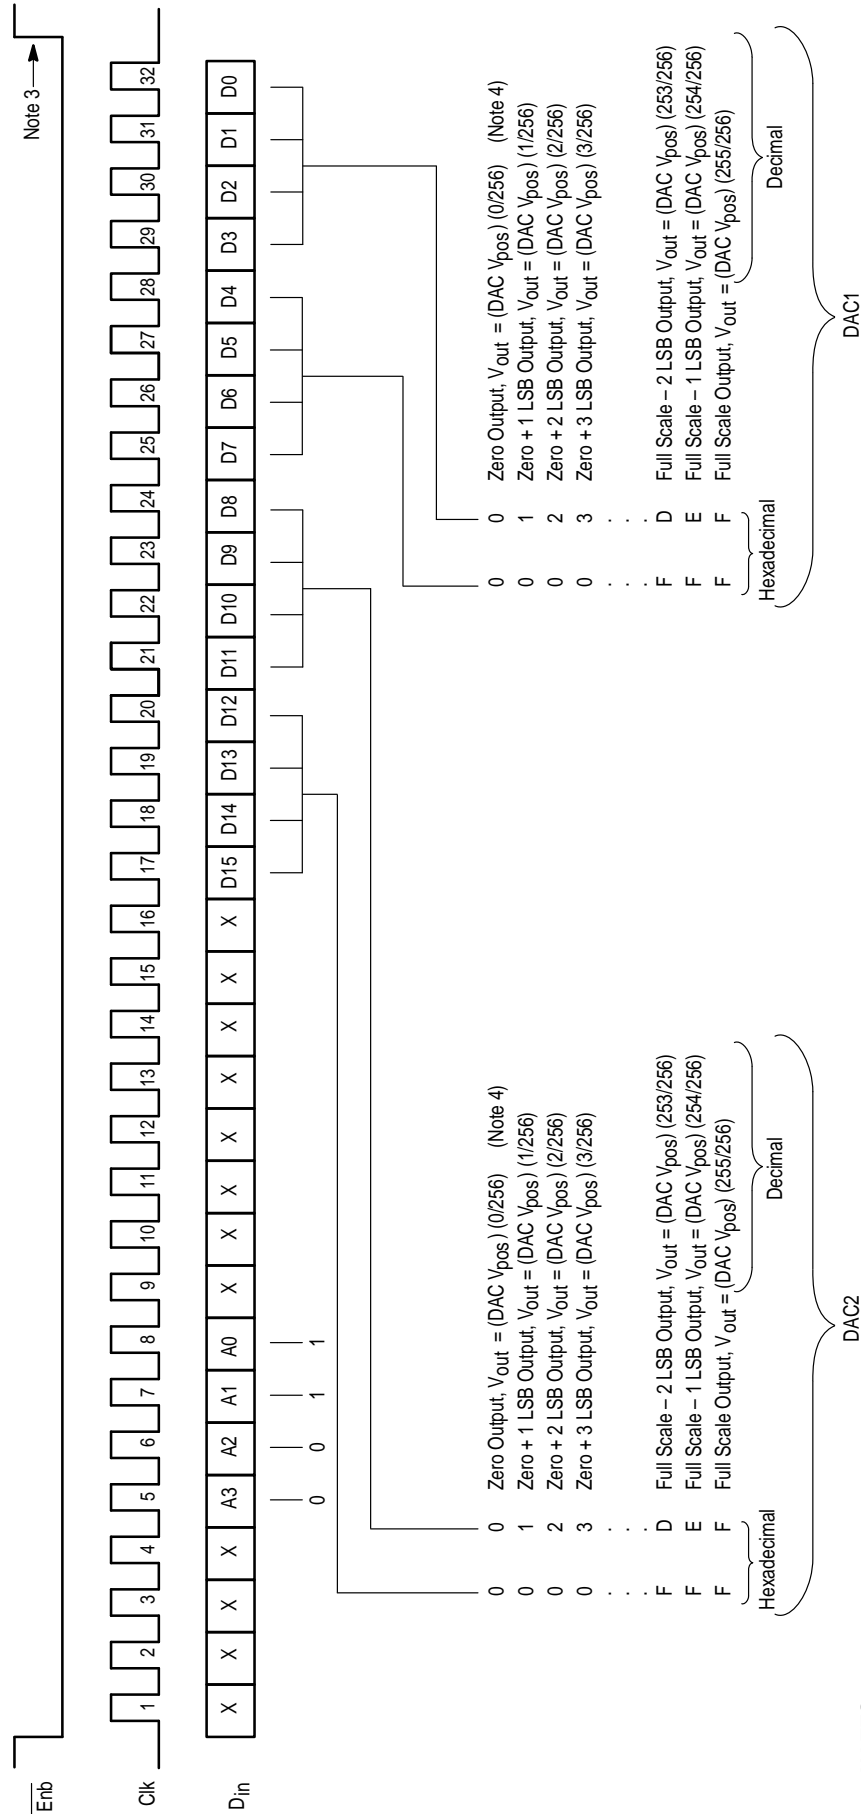 Enb
Note 3
Clk 1 2 3 4 5 6 7 8 9 10 11 12 13 14 15 16 17 18 19 20 21 22 23 24 25 26 27 28 29 30 31 32
Din X X X X A3 A2 A1 A0 X X X X X X X X D15 D14 D13 D12 D11 D10 D9 D8 D7 D6 D5 D4 D3 D2 D1 D0
0 0 1 1
0 0 Zero Output, Vout = (DAC Vpos) (0/256) (Note 4)
0 1 Zero + 1 LSB Output, Vout = (DAC Vpos) (1/256)
0 2 Zero + 2 LSB Output, Vout = (DAC Vpos) (2/256)
0 3 Zero + 3 LSB Output, Vout = (DAC Vpos) (3/256)
. .
. .
. .
F D Full Scale – 2 LSB Output, Vout = (DAC Vpos) (253/256)
F E Full Scale – 1 LSB Output, Vout = (DAC Vpos) (254/256)
F F Full Scale Output, Vout = (DAC Vpos) (255/256)
Hexadecimal
Decimal
DAC2
0 0 Zero Output, Vout = (DAC Vpos) (0/256) (Note 4)
0 1 Zero + 1 LSB Output, Vout = (DAC Vpos) (1/256)
0 2 Zero + 2 LSB Output, Vout = (DAC Vpos) (2/256)
0 3 Zero + 3 LSB Output, Vout = (DAC Vpos) (3/256)
. .
. .
. .
F D Full Scale – 2 LSB Output, Vout = (DAC Vpos) (253/256)
F E Full Scale – 1 LSB Output, Vout = (DAC Vpos) (254/256)
F F Full Scale Output, Vout = (DAC Vpos) (255/256)
Hexadecimal
Decimal
DAC1